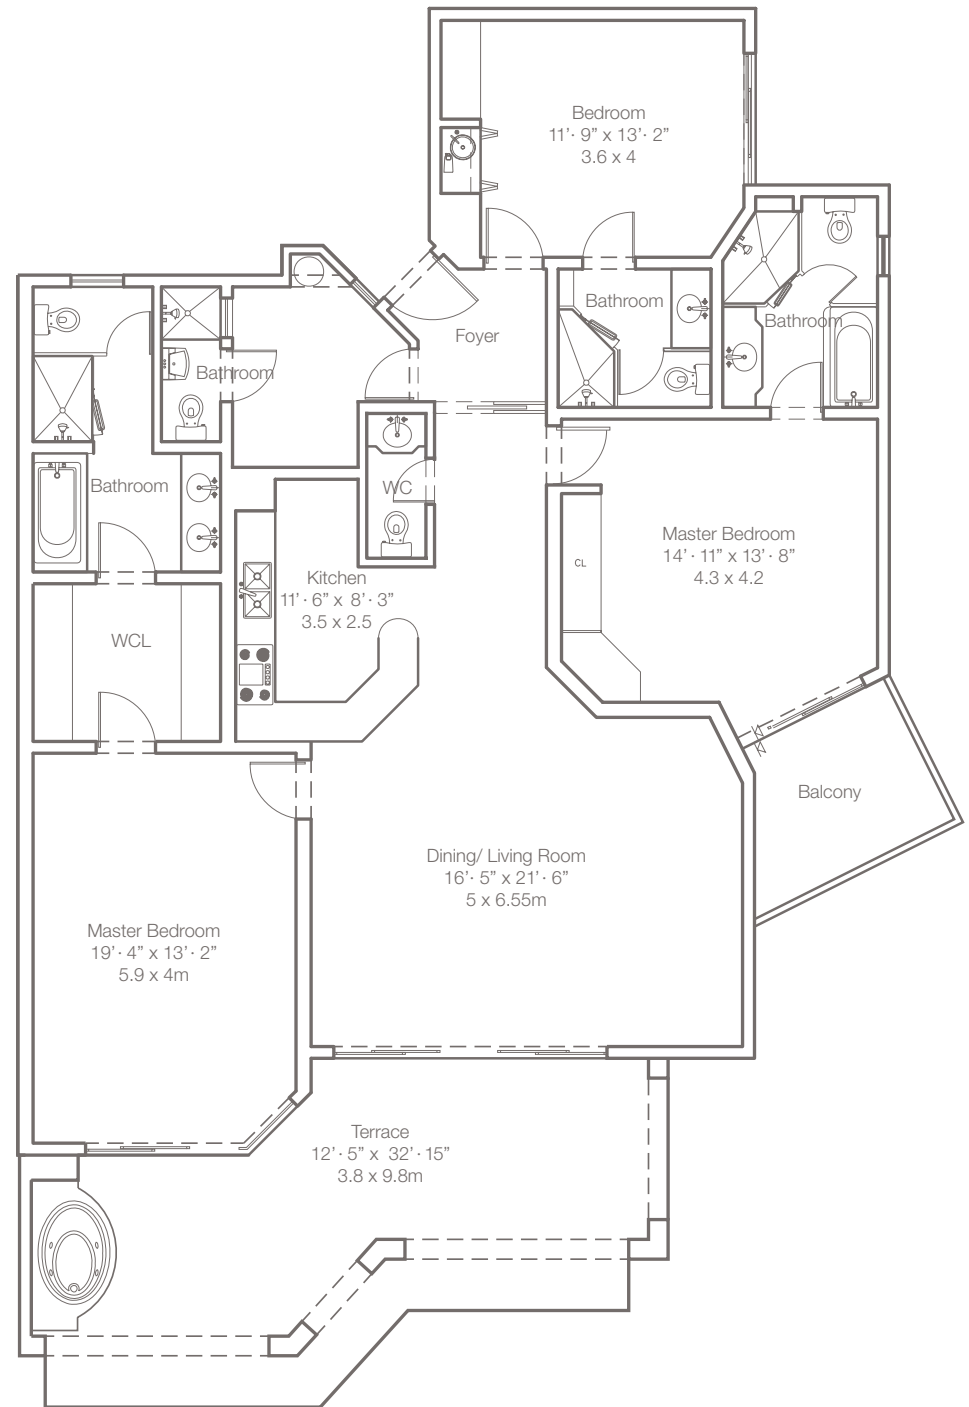 Bedroom
11'· 9” x 13'· 2”
3.6 x 4
Bathroom
Bathroom
Foyer
Bathroom
Bathroom
WC
Master Bedroom
14'· 11” x 13'· 8”
4.3 x 4.2
CL
Kitchen
11'· 6” x 8'· 3”
3.5 x 2.5
WCL
Balcony
Dining/ Living Room
16'· 5” x 21'· 6”
5 x 6.55m
Master Bedroom
19'· 4” x 13'· 2”
5.9 x 4m
Terrace
12'· 5” x 32'· 15”
3.8 x 9.8m